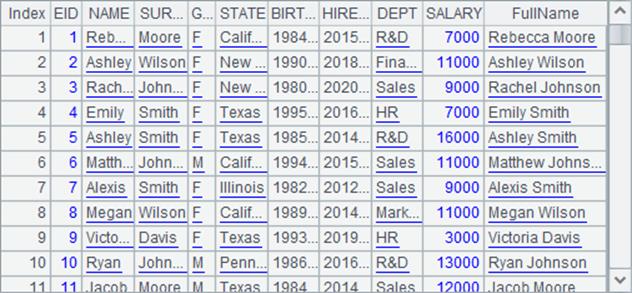 Index EID NAME SUR... G... STATE BIRT... HIRE... DEPT SALARY FullName
1 1 Reb... Moore F Calif... 1984... 2015... R&D 7000 Rebecca Moore
2 2 Ashley Wilson F New ... 1990... 2018... Fina... 11000 Ashley Wilson
3 3 Rach... John... F New ... 1980... 2020... Sales 9000 Rachel Johnson
4 4 Emily Smith F Texas 1995... 2016... HR 7000 Emily Smith
5 5 Ashley Smith F Texas 1985... 2014... R&D 16000 Ashley Smith
6 6 Matth... John... M Calif... 1994... 2015... Sales 11000 Matthew Johns...
7 7 Alexis Smith F Illinois 1982... 2012... Sales 9000 Alexis Smith
8 8 Megan Wilson F Calif... 1989... 2014... Mark... 11000 Megan Wilson
9 9 Victo... Davis F Texas 1993... 2019... HR 3000 Victoria Davis
10 10 Ryan John... M Penn... 1986... 2016... R&D 13000 Ryan Johnson
11 11 Jacob Moore M Texas 1985... 2014... Sales 12000 Jacob Moore